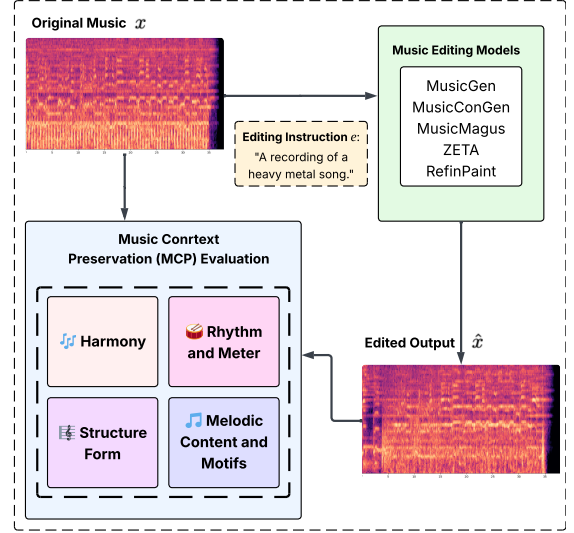 Original Music x
Music Editing Models
MusicGen
MusicConGen
MusicMagus
ZETA
RefinPaint
Editing Instruction e:
"A recording of a
heavy metal song."
Music Conrtext
Preservation (MCP) Evaluation
Harmony
Rhythm
and Meter
Structure
Form
Melodic
Content and
Motifs
Edited Output x̂